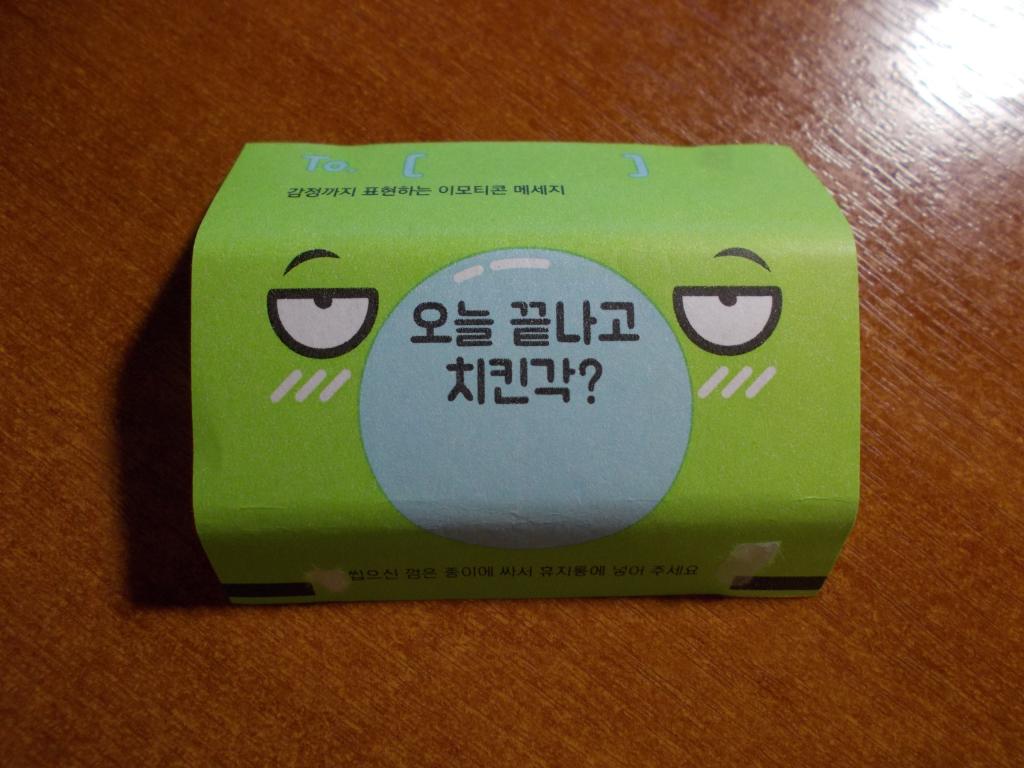 To. [ ]
감정까지 표현하는 이모티콘 메세지
오늘 끝나고
치킨각?
씹으신 껌은 종이에 싸서 휴지통에 넣어 주세요